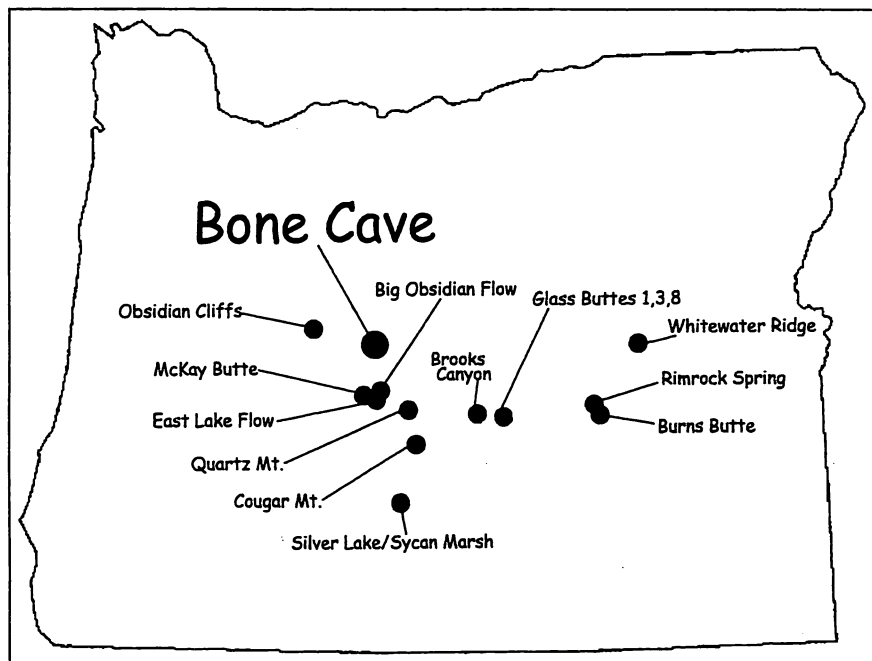 Bone Cave
Big Obsidian Flow
Glass Buttes 1,3,8
Obsidian Cliffs
Whitewater Ridge
Brooks
Canyon
McKay Butte
Rimrock Spring
East Lake Flow
Burns Butte
Quartz Mt.
Cougar Mt.
Silver Lake/Sycan Marsh